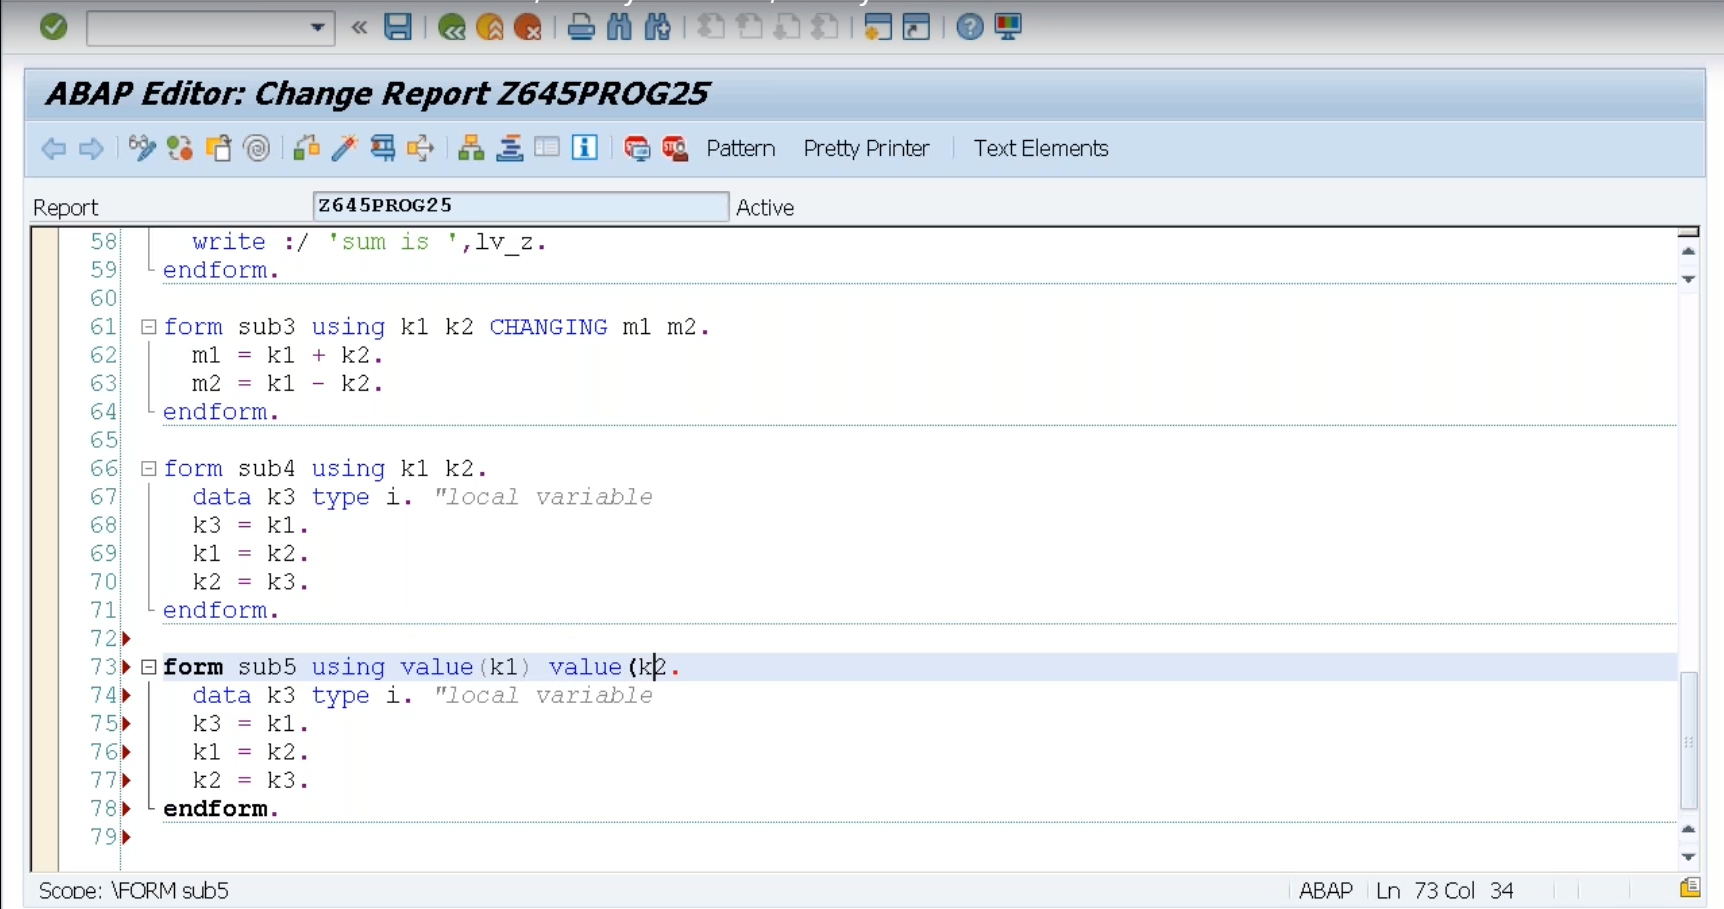 ABAP Editor: Change Report Z645PROG25
Pattern Pretty Printer Text Elements
Report Z645PROG25 Active
58 write :/ 'sum is ',lv_z.
59 endform.
60
61 form sub3 using k1 k2 CHANGING m1 m2.
62 m1 = k1 + k2.
63 m2 = k1 - k2.
64 endform.
65
66 form sub4 using k1 k2.
67 data k3 type i. "local variable
68 k3 = k1.
69 k1 = k2.
70 k2 = k3.
71 endform.
72
73 form sub5 using value(k1) value(k2.
74 data k3 type i. "local variable
75 k3 = k1.
76 k1 = k2.
77 k2 = k3.
78 endform.
79
Scope: \FORM sub5 ABAP Ln 73 Col 34